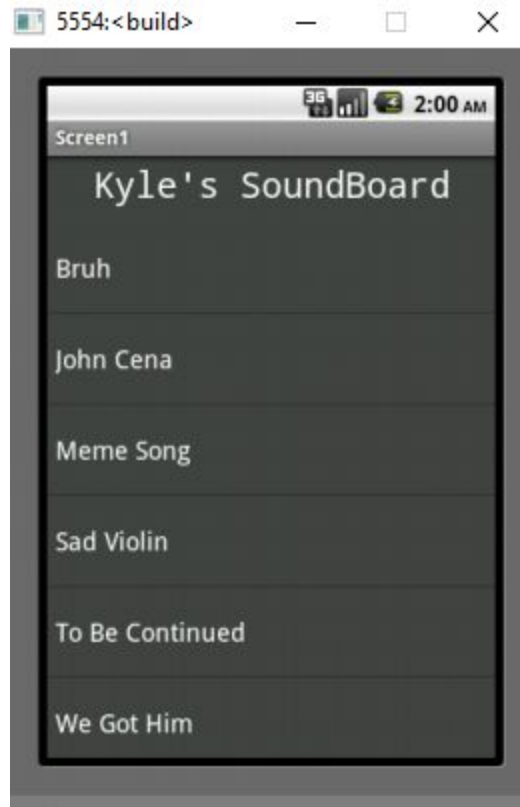 5554:<build>
3G
2:00 AM
Screen1
Kyle's SoundBoard
Bruh
John Cena
Meme Song
Sad Violin
To Be Continued
We Got Him